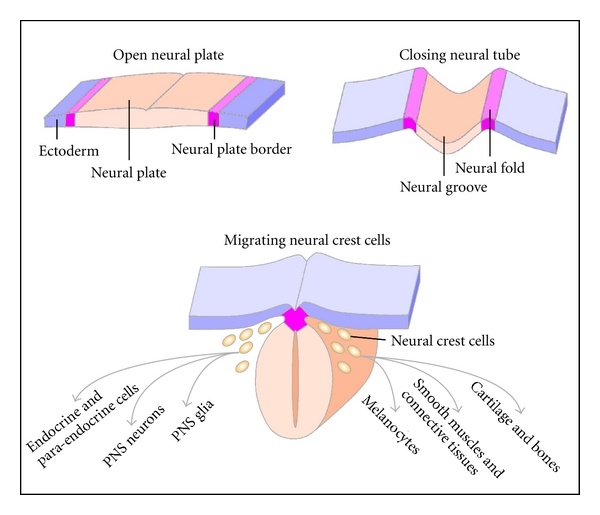 Open neural plate
Closing neural tube
Ectoderm
Neural plate border
Neural plate
Neural fold
Neural groove
Migrating neural crest cells
Neural crest cells
Endocrine and
para-endocrine cells
PNS neurons
PNS glia
Melanocytes
Smooth muscles and
connective tissues
Cartilage and bones